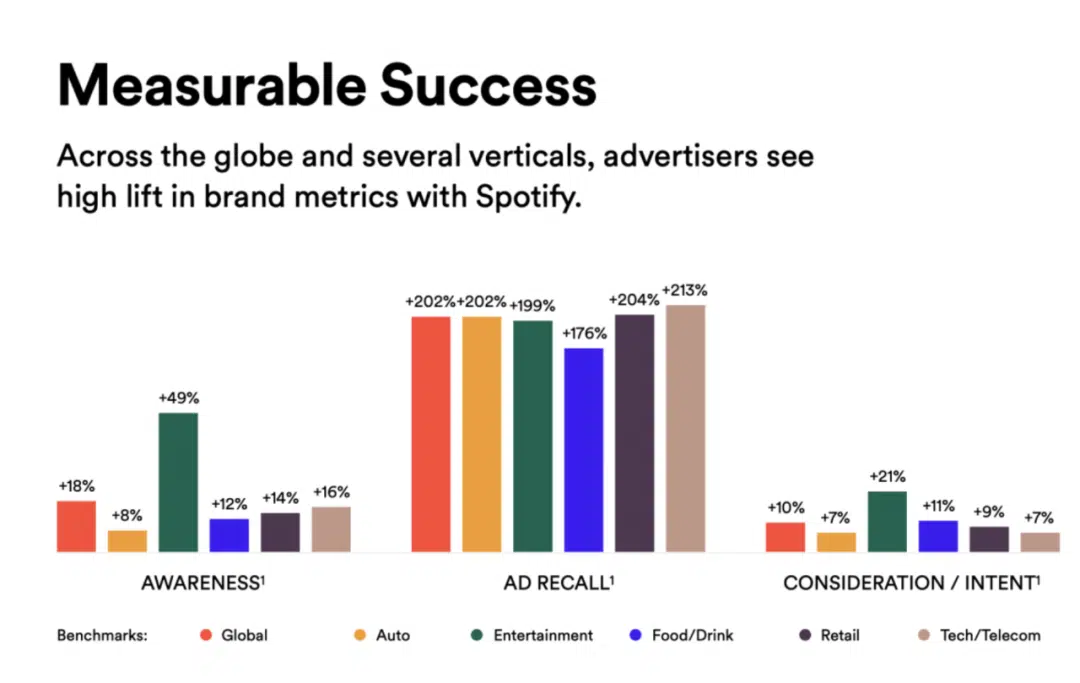 Measurable Success
Across the globe and several verticals, advertisers see
high lift in brand metrics with Spotify.
+18%
+8%
+49%
+12%
+14%
+16%
AWARENESS¹
+202%
+202%
+199%
+176%
+204%
+213%
AD RECALL¹
+10%
+7%
+21%
+11%
+9%
+7%
CONSIDERATION / INTENT¹
Benchmarks: Global Auto Entertainment Food/Drink Retail Tech/Telecom